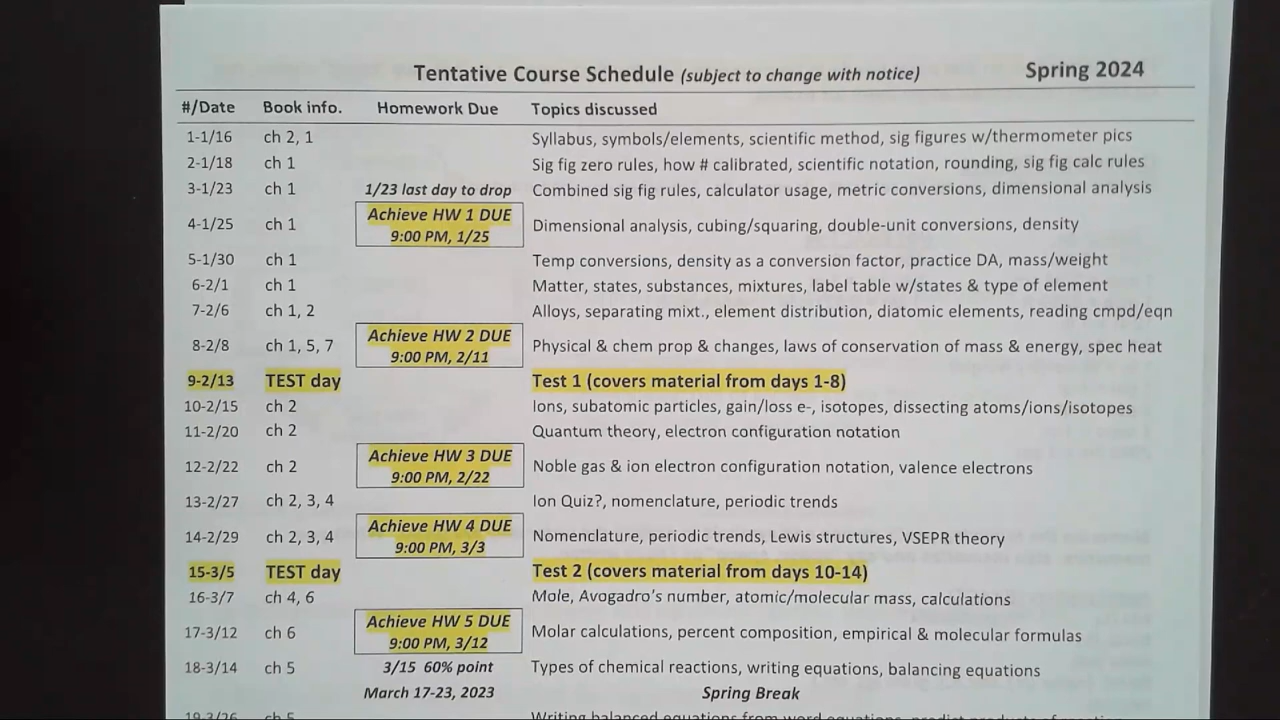 Tentative Course Schedule (subject to change with notice) Spring 2024
#/Date Book info. Homework Due Topics discussed
1-1/16 ch 2, 1 Syllabus, symbols/elements, scientific method, sig figures w/thermometer pics
2-1/18 ch 1 Sig fig zero rules, how # calibrated, scientific notation, rounding, sig fig calc rules
3-1/23 ch 1 1/23 last day to drop Combined sig fig rules, calculator usage, metric conversions, dimensional analysis
4-1/25 ch 1 Achieve HW 1 DUE 9:00 PM, 1/25 Dimensional analysis, cubing/squaring, double-unit conversions, density
5-1/30 ch 1 Temp conversions, density as a conversion factor, practice DA, mass/weight
6-2/1 ch 1 Matter, states, substances, mixtures, label table w/states & type of element
7-2/6 ch 1, 2 Alloys, separating mixt., element distribution, diatomic elements, reading cmpd/eqn
8-2/8 ch 1, 5, 7 Achieve HW 2 DUE 9:00 PM, 2/11 Physical & chem prop & changes, laws of conservation of mass & energy, spec heat
9-2/13 TEST day Test 1 (covers material from days 1-8)
10-2/15 ch 2 Ions, subatomic particles, gain/loss e-, isotopes, dissecting atoms/ions/isotopes
11-2/20 ch 2 Quantum theory, electron configuration notation
12-2/22 ch 2 Achieve HW 3 DUE 9:00 PM, 2/22 Noble gas & ion electron configuration notation, valence electrons
13-2/27 ch 2, 3, 4 Ion Quiz?, nomenclature, periodic trends
14-2/29 ch 2, 3, 4 Achieve HW 4 DUE 9:00 PM, 3/3 Nomenclature, periodic trends, Lewis structures, VSEPR theory
15-3/5 TEST day Test 2 (covers material from days 10-14)
16-3/7 ch 4, 6 Mole, Avogadro's number, atomic/molecular mass, calculations
17-3/12 ch 6 Achieve HW 5 DUE 9:00 PM, 3/12 Molar calculations, percent composition, empirical & molecular formulas
18-3/14 ch 5 3/15 60% point Types of chemical reactions, writing equations, balancing equations
March 17-23, 2023 Spring Break
19-3/26 ch 5 Writing balanced equations from word equations, predict products of